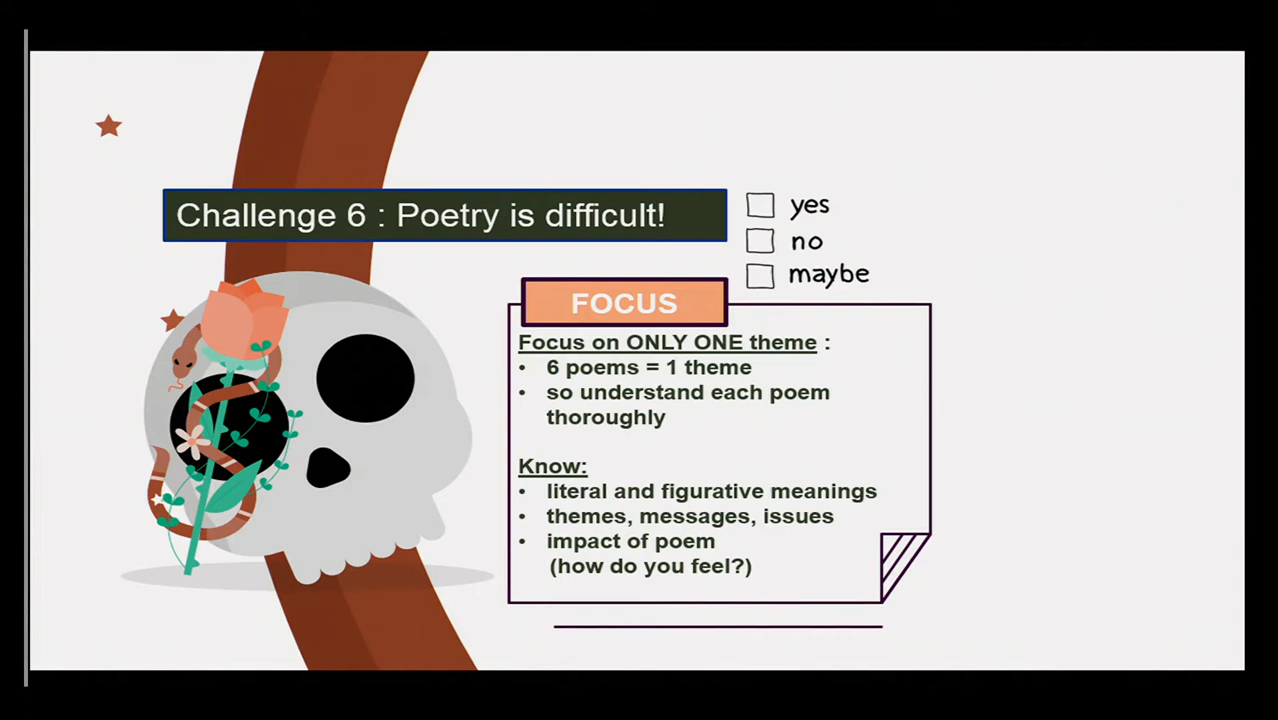 Challenge 6 : Poetry is difficult!
yes
no
maybe
FOCUS
Focus on ONLY ONE theme :
• 6 poems = 1 theme
• so understand each poem
thoroughly
Know:
• literal and figurative meanings
• themes, messages, issues
• impact of poem
(how do you feel?)